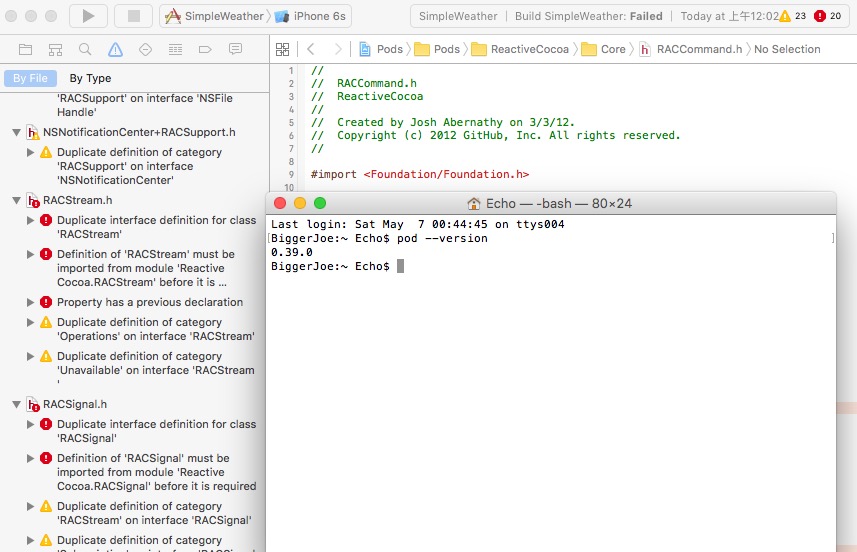 SimpleWeather
iPhone 6s
SimpleWeather
Build SimpleWeather: Failed
Today at 上午12:02
23
20
Pods
Pods
ReactiveCocoa
Core
RACCommand.h
No Selection
By File
By Type
'RACSupport' on interface 'NSFile
Handle'
NSNotificationCenter+RACSupport.h
Duplicate definition of category
'RACSupport' on interface
'NSNotificationCenter'
RACStream.h
Duplicate interface definition for class
'RACStream'
Definition of 'RACStream' must be
imported from module 'Reactive
Cocoa.RACStream' before it is ...
Property has a previous declaration
Duplicate definition of category
'Operations' on interface 'RACStream'
Duplicate definition of category
'Unavailable' on interface 'RACStream
'
RACSignal.h
Duplicate interface definition for class
'RACSignal'
Definition of 'RACSignal' must be
imported from module 'Reactive
Cocoa.RACSignal' before it is required
Duplicate definition of category
'RACStream' on interface 'RACSignal'
Duplicate definition of category
1 //
2 // RACCommand.h
3 // ReactiveCocoa
4 //
5 // Created by Josh Abernathy on 3/3/12.
6 // Copyright (c) 2012 GitHub, Inc. All rights reserved.
7 //
8
9 #import <Foundation/Foundation.h>
10
Echo — -bash — 80×24
Last login: Sat May  7 00:44:45 on ttys004
[BiggerJoe:~ Echo$ pod --version ]
0.39.0
BiggerJoe:~ Echo$